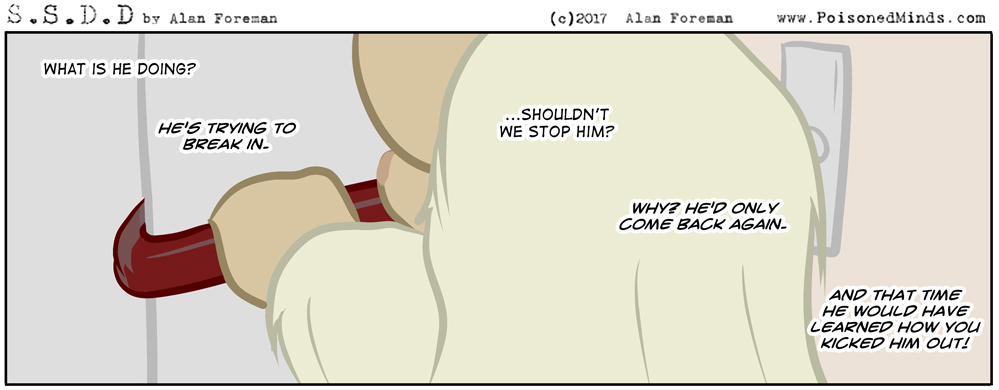 S.S.D.D by Alan Foreman (c)2017 Alan Foreman www.PoisonedMinds.com
WHAT IS HE DOING?
HE'S TRYING TO
BREAK IN.
...SHOULDN'T
WE STOP HIM?
WHY? HE'D ONLY
COME BACK AGAIN.
AND THAT TIME
HE WOULD HAVE
LEARNED HOW YOU
KICKED HIM OUT!